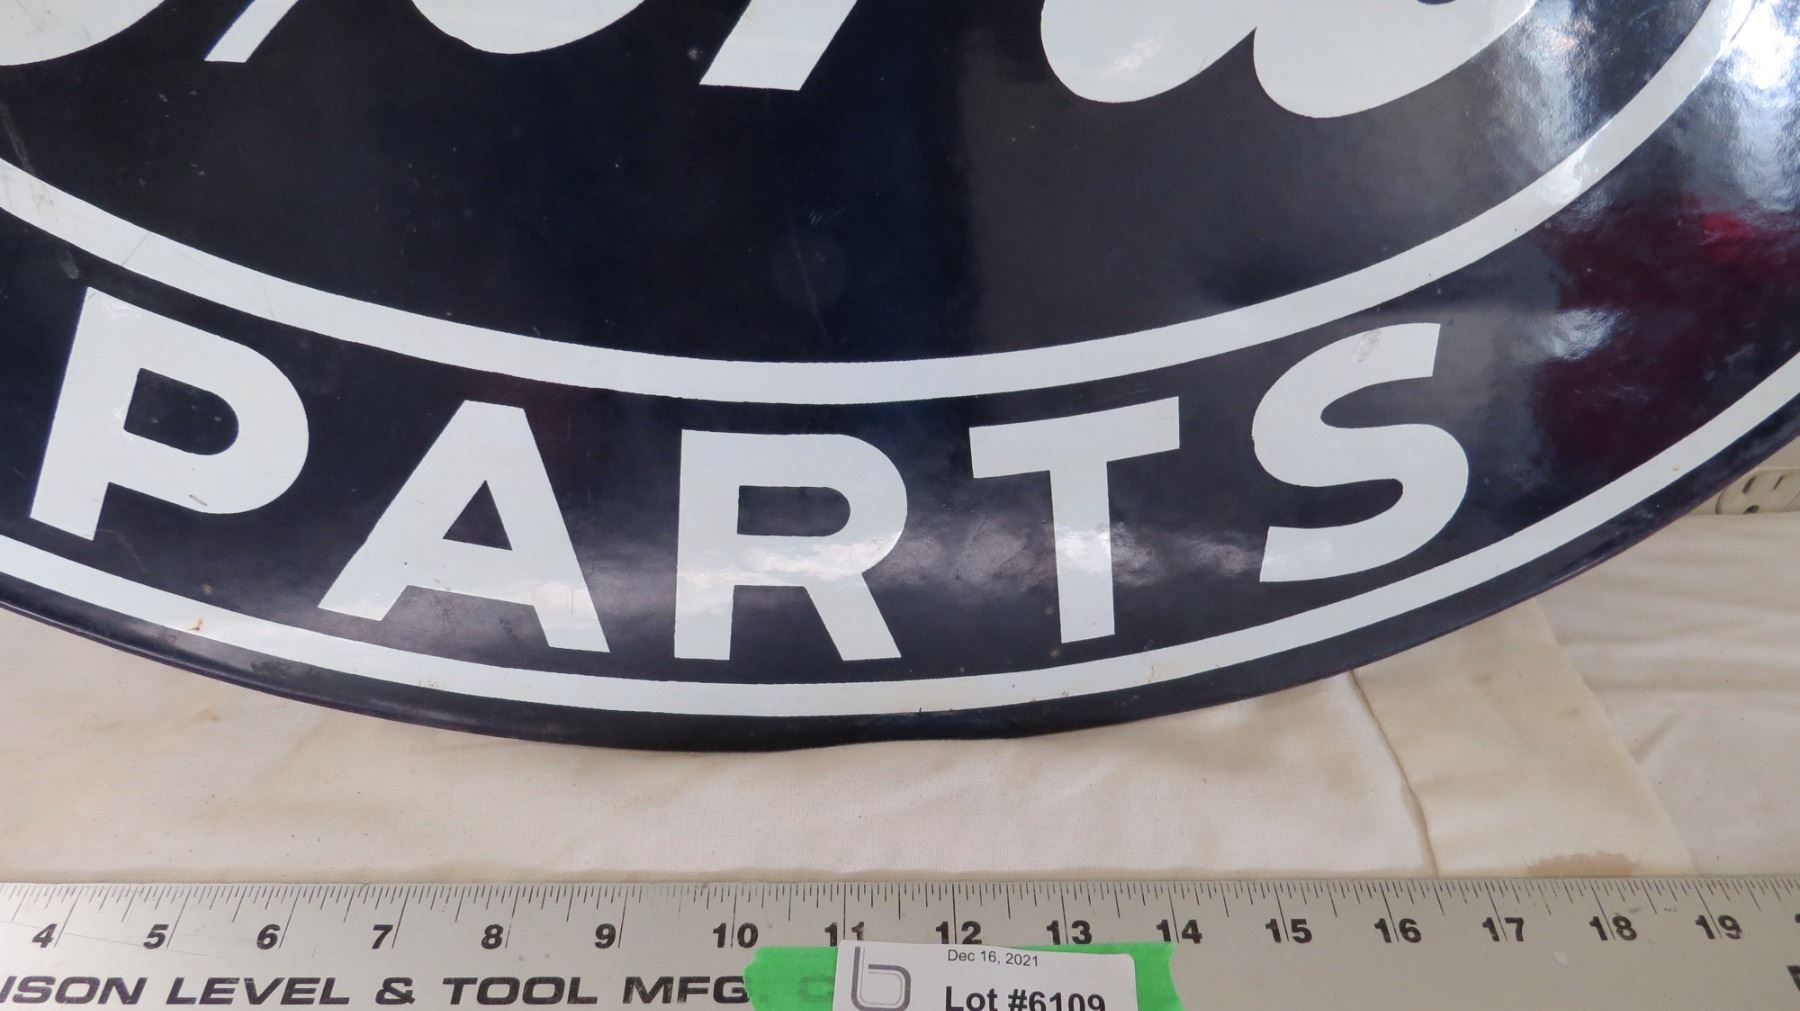 PARTS
4 5 6 7 8 9 10 11 12 13 14 15 16 17 18 19
LEVEL & TOOL MFG.
Dec 16, 2021
Lot #6109